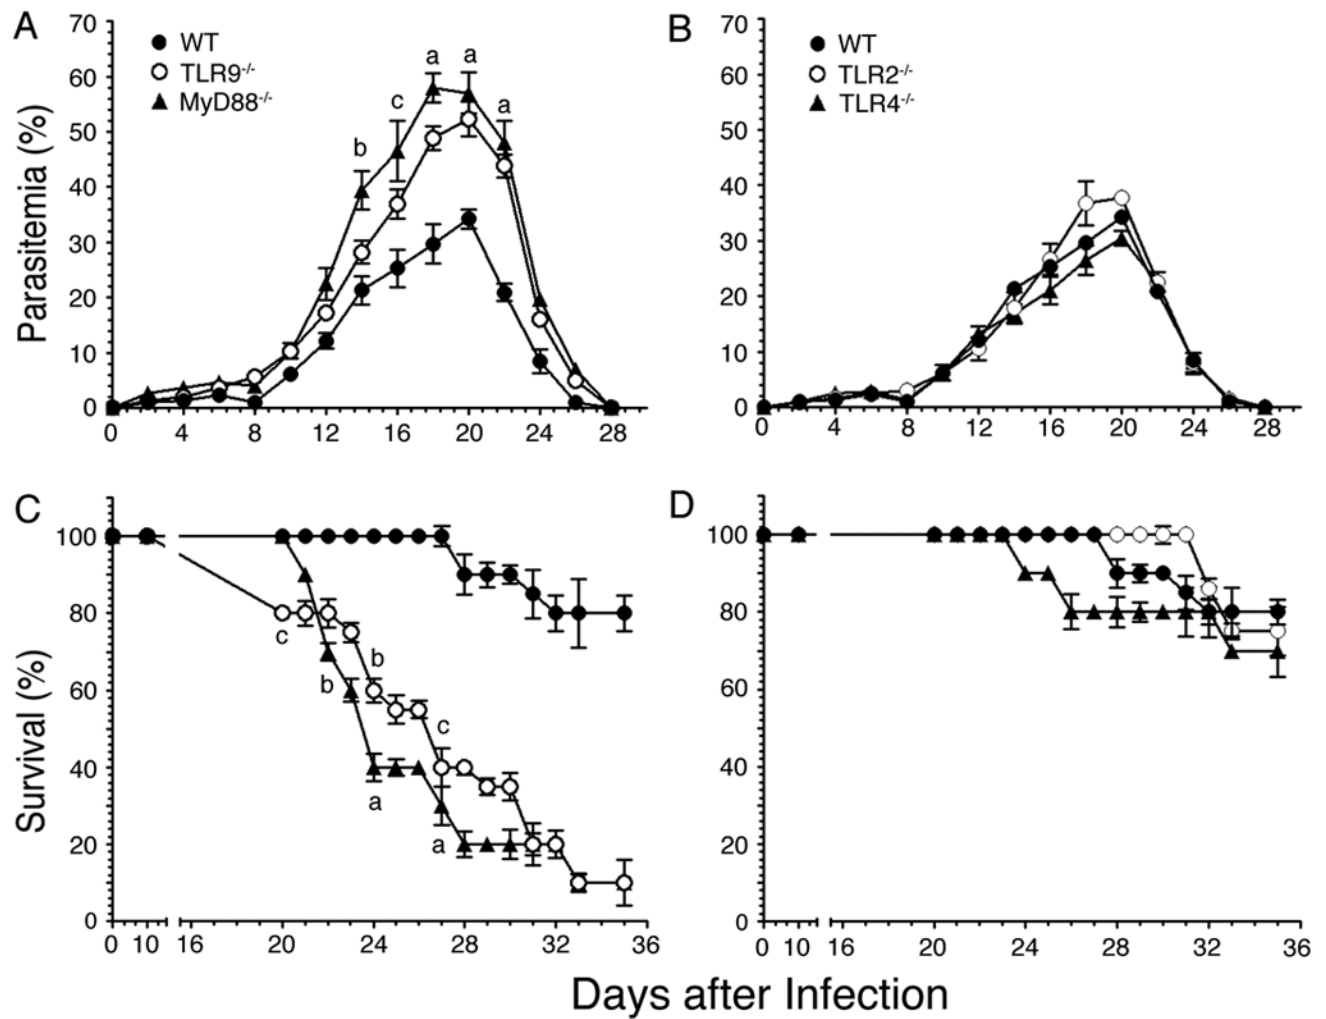 A
70
60
50
40
30
20
10
0
Parasitemia (%)
WT
TLR9-/-
MyD88-/-
b
c
a
a
a
0 4 8 12 16 20 24 28
B
70
60
50
40
30
20
10
0
WT
TLR2-/-
TLR4-/-
0 4 8 12 16 20 24 28
C
100
80
60
40
20
0
Survival (%)
c
b
b
c
a
a
0 10 16 20 24 28 32 36
D
100
80
60
40
20
0
0 10 16 20 24 28 32 36
Days after Infection